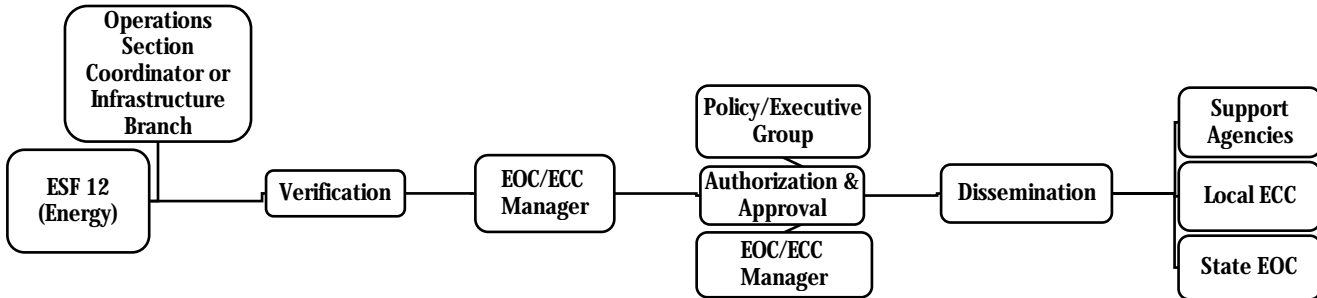 Operations
Section
Coordinator or
Infrastructure
Branch
ESF 12
(Energy)
Verification
EOC/ECC
Manager
Policy/Executive
Group
Authorization &
Approval
EOC/ECC
Manager
Dissemination
Support
Agencies
Local ECC
State EOC